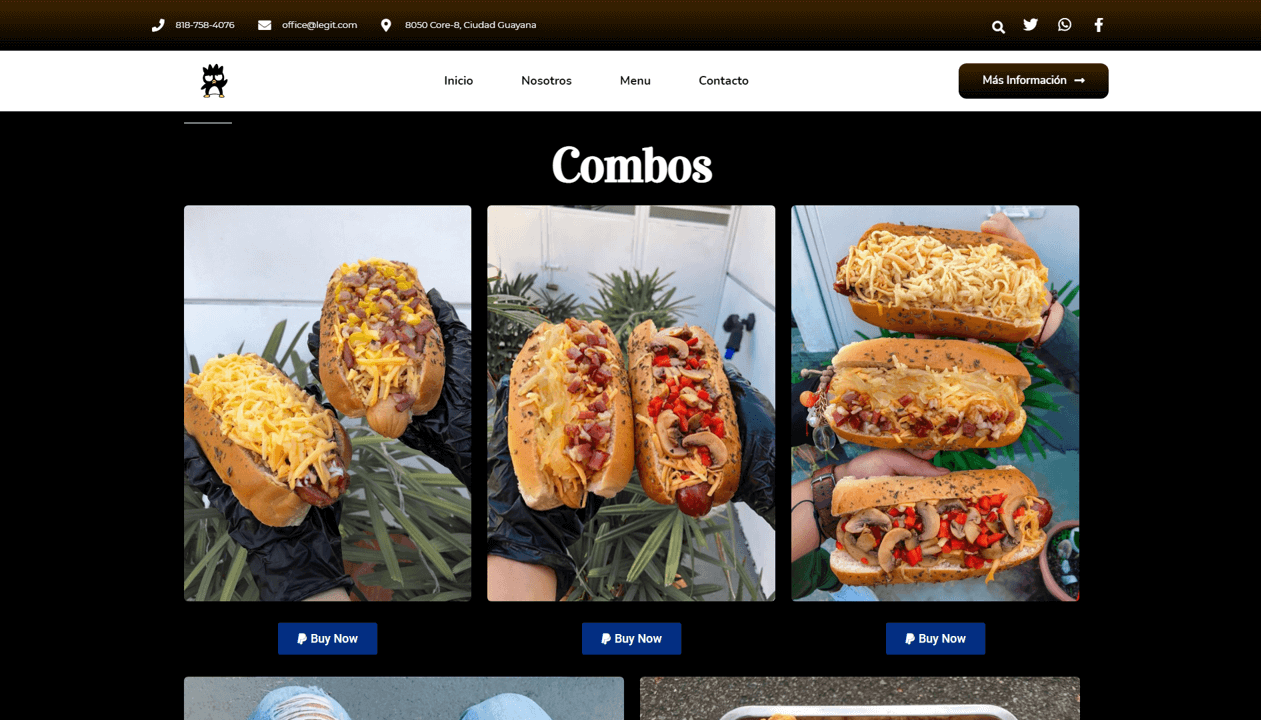 818-758-4076 office@legit.com 8050 Core-8, Ciudad Guayana
Inicio Nosotros Menu Contacto Más Información
Combos
Buy Now Buy Now Buy Now